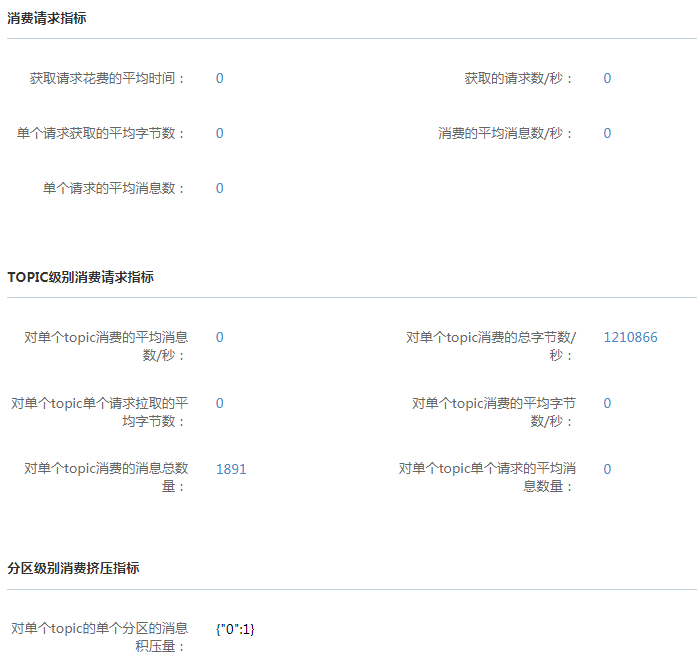 消费请求指标
获取请求花费的平均时间： 0 获取的请求数/秒： 0
单个请求获取的平均字节数： 0 消费的平均消息数/秒： 0
单个请求的平均消息数： 0
TOPIC级别消费请求指标
对单个topic消费的平均消息 0 对单个topic消费的总字节数/ 1210866
数/秒： 秒：
对单个topic单个请求拉取的平 0 对单个topic消费的平均字节 0
均字节数： 数/秒：
对单个topic消费的消息总数 1891 对单个topic单个请求的平均消 0
量： 息数量：
分区级别消费挤压指标
对单个topic的单个分区的消息 {"0":1}
积压量：